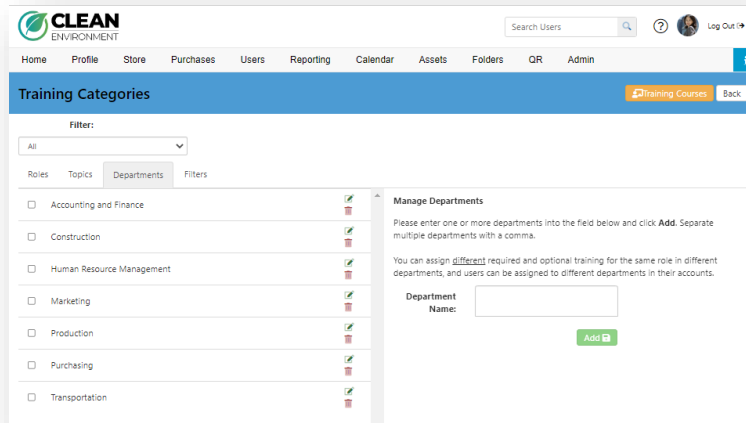 CLEAN
ENVIRONMENT
Search Users
?
Log Out
Home Profile Store Purchases Users Reporting Calendar Assets Folders QR Admin
Training Categories
Training Courses
Back
Filter:
All
Roles Topics Departments Filters
Accounting and Finance
Construction
Human Resource Management
Marketing
Production
Purchasing
Transportation
Manage Departments
Please enter one or more departments into the field below and click Add. Separate
multiple departments with a comma.
You can assign different required and optional training for the same role in different
departments, and users can be assigned to different departments in their accounts.
Department
Name:
Add